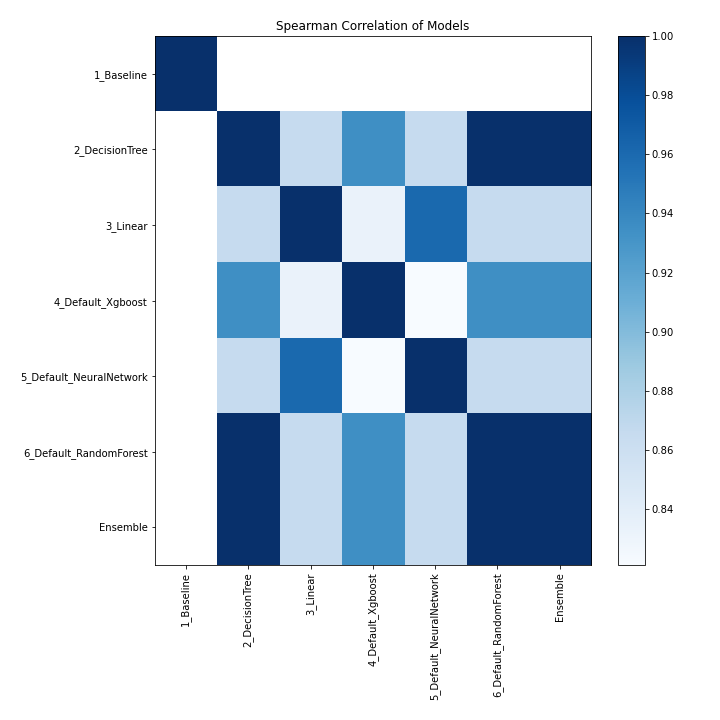 Spearman Correlation of Models
1_Baseline
2_DecisionTree
3_Linear
4_Default_Xgboost
5_Default_NeuralNetwork
6_Default_RandomForest
Ensemble
1_Baseline
2_DecisionTree
3_Linear
4_Default_Xgboost
5_Default_NeuralNetwork
6_Default_RandomForest
Ensemble
1.00
0.98
0.96
0.94
0.92
0.90
0.88
0.86
0.84